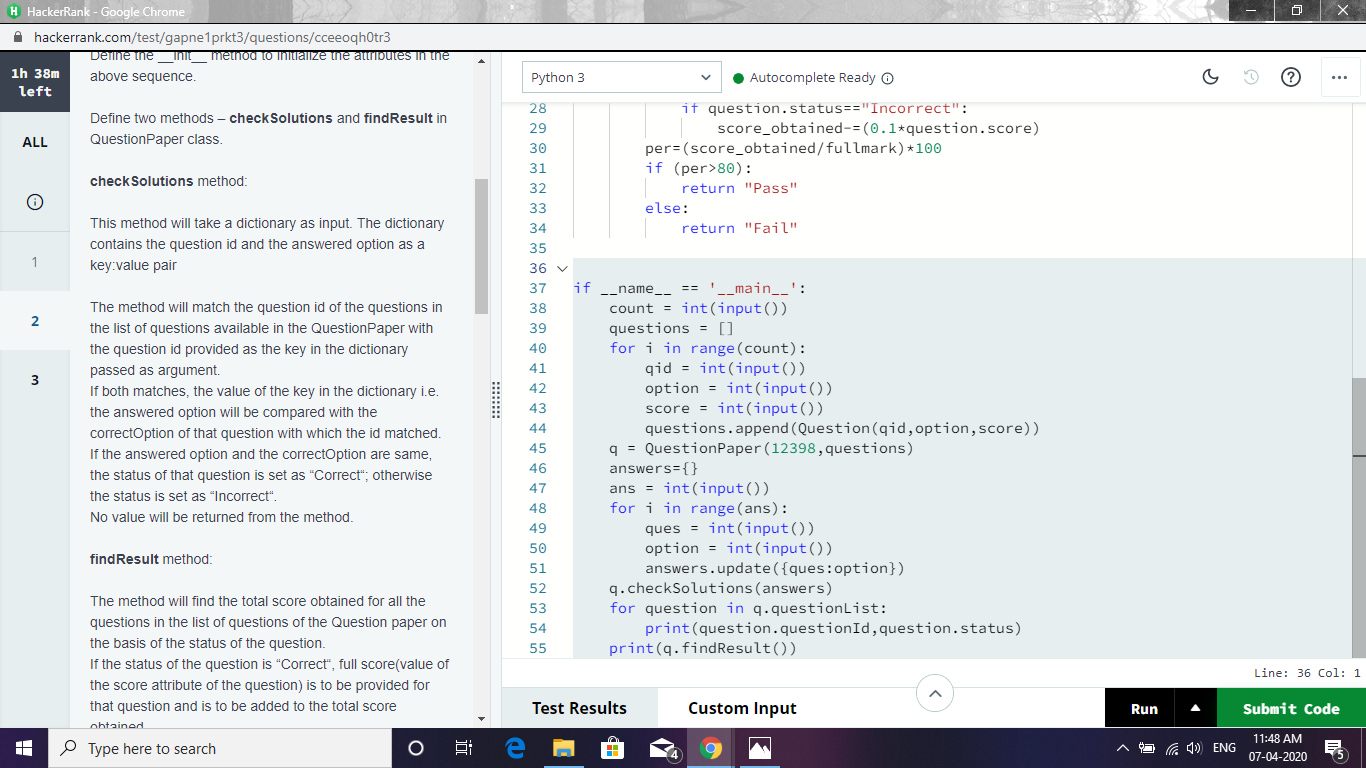 HackerRank - Google Chrome
hackerrank.com/test/gapne1prkt3/questions/cceeoqh0tr3
1h 38m
left
ALL
1
2
3
Define the __init__ method to initialize the attributes in the
above sequence.
Define two methods – checkSolutions and findResult in
QuestionPaper class.
checkSolutions method:
This method will take a dictionary as input. The dictionary
contains the question id and the answered option as a
key:value pair
The method will match the question id of the questions in
the list of questions available in the QuestionPaper with
the question id provided as the key in the dictionary
passed as argument.
If both matches, the value of the key in the dictionary i.e.
the answered option will be compared with the
correctOption of that question with which the id matched.
If the answered option and the correctOption are same,
the status of that question is set as “Correct“; otherwise
the status is set as “Incorrect“.
No value will be returned from the method.
findResult method:
The method will find the total score obtained for all the
questions in the list of questions of the Question paper on
the basis of the status of the question.
If the status of the question is “Correct“, full score(value of
the score attribute of the question) is to be provided for
that question and is to be added to the total score
obtained
Python 3
Autocomplete Ready
28 if question.status=="Incorrect":
29 score_obtained-=(0.1*question.score)
30 per=(score_obtained/fullmark)*100
31 if (per>80):
32 return "Pass"
33 else:
34 return "Fail"
35
36
37 if __name__ == '__main__':
38 count = int(input())
39 questions = []
40 for i in range(count):
41 qid = int(input())
42 option = int(input())
43 score = int(input())
44 questions.append(Question(qid,option,score))
45 q = QuestionPaper(12398,questions)
46 answers={}
47 ans = int(input())
48 for i in range(ans):
49 ques = int(input())
50 option = int(input())
51 answers.update({ques:option})
52 q.checkSolutions(answers)
53 for question in q.questionList:
54 print(question.questionId,question.status)
55 print(q.findResult())
Line: 36 Col: 1
Test Results
Custom Input
Run
Submit Code
Type here to search
4
ENG
11:48 AM
07-04-2020
5